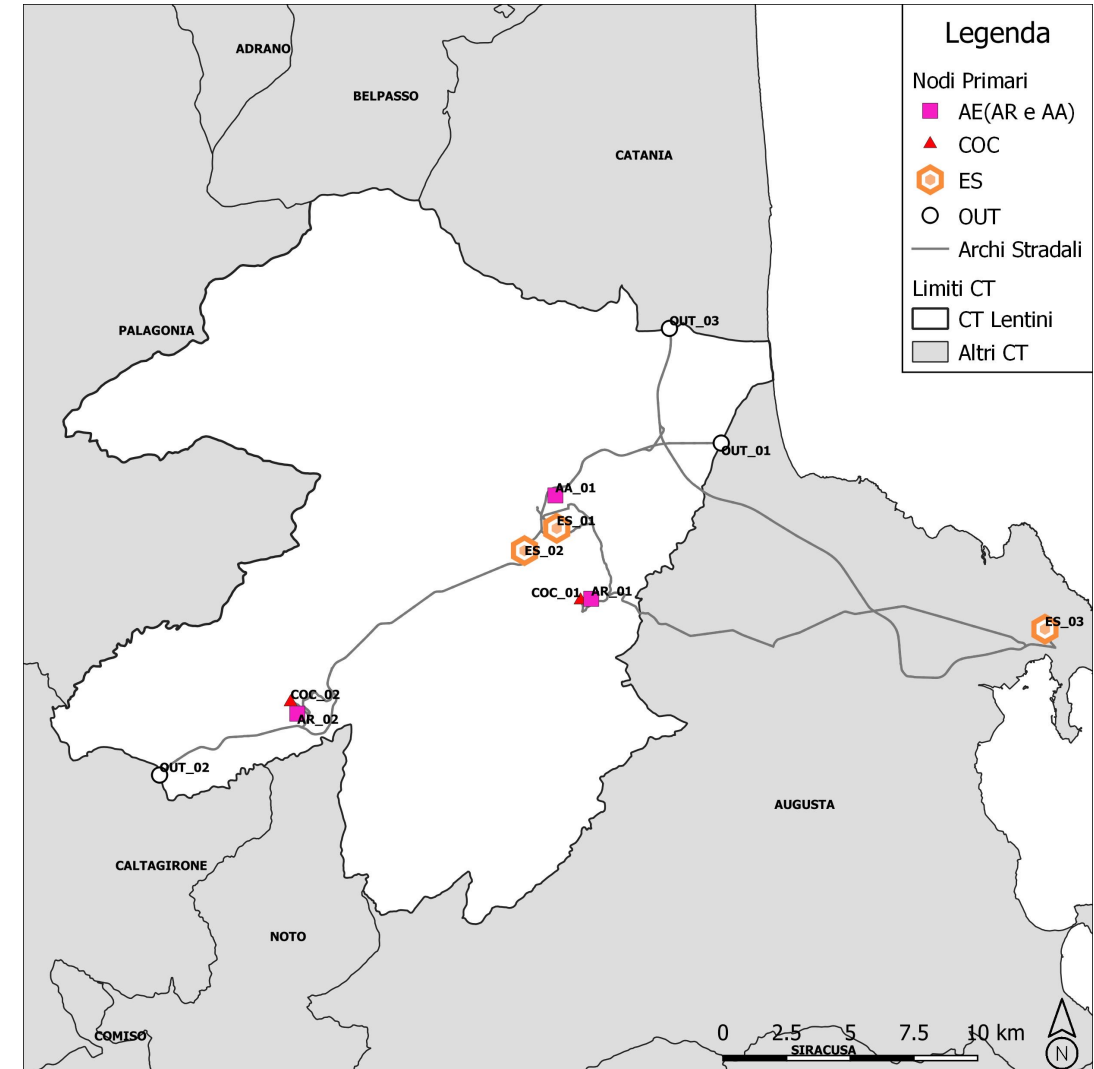 Legenda
Nodi Primari
AE(AR e AA)
COC
ES
OUT
Archi Stradali
Limiti CT
CT Lentini
Altri CT
ADRANO
BELPASSO
CATANIA
PALAGONIA
OUT_03
OUT_01
AA_01
ES_01
ES_02
COC_01
AR_01
ES_03
COC_02
AR_02
OUT_02
AUGUSTA
CALTAGIRONE
NOTO
COMISO
0 2.5 5 7.5 10 km
SIRACUSA
N